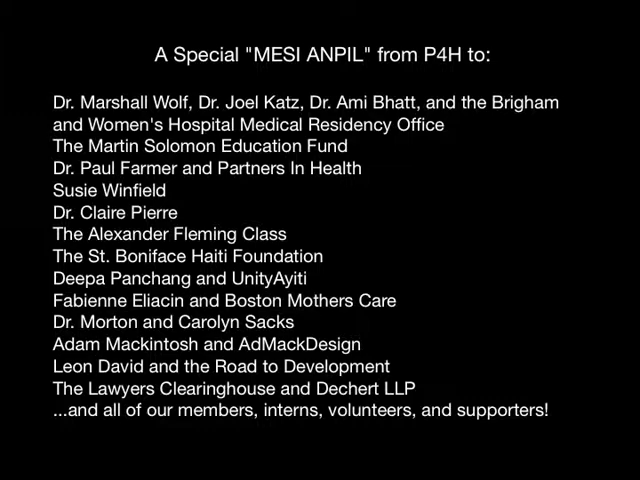 A Special "MESI ANPIL" from P4H to:
Dr. Marshall Wolf, Dr. Joel Katz, Dr. Ami Bhatt, and the Brigham
and Women's Hospital Medical Residency Office
The Martin Solomon Education Fund
Dr. Paul Farmer and Partners In Health
Susie Winfield
Dr. Claire Pierre
The Alexander Fleming Class
The St. Boniface Haiti Foundation
Deepa Panchang and UnityAyiti
Fabienne Eliacin and Boston Mothers Care
Dr. Morton and Carolyn Sacks
Adam Mackintosh and AdMackDesign
Leon David and the Road to Development
The Lawyers Clearinghouse and Dechert LLP
...and all of our members, interns, volunteers, and supporters!